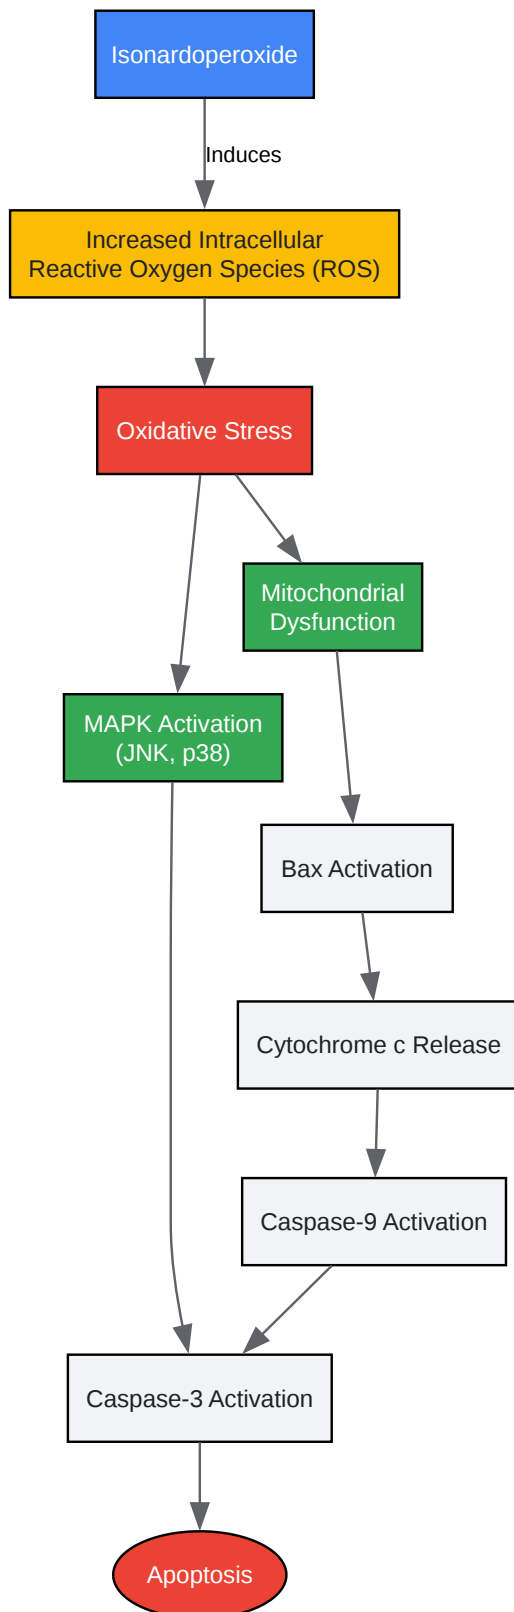 Isonardoperoxide
Induces
Increased Intracellular
Reactive Oxygen Species (ROS)
Oxidative Stress
Mitochondrial
Dysfunction
MAPK Activation
(JNK, p38)
Bax Activation
Cytochrome c Release
Caspase-9 Activation
Caspase-3 Activation
Apoptosis